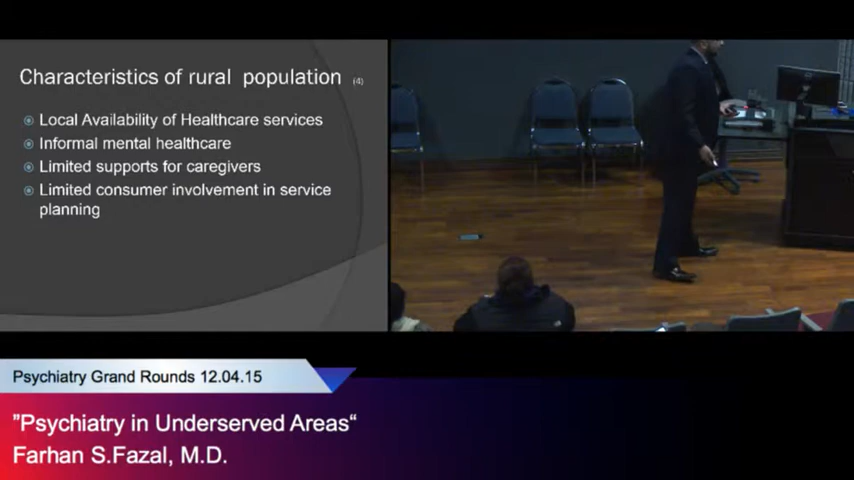 Characteristics of rural population (4)
Local Availability of Healthcare services
Informal mental healthcare
Limited supports for caregivers
Limited consumer involvement in service
planning
Psychiatry Grand Rounds 12.04.15
"Psychiatry in Underserved Areas“
Farhan S.Fazal, M.D.